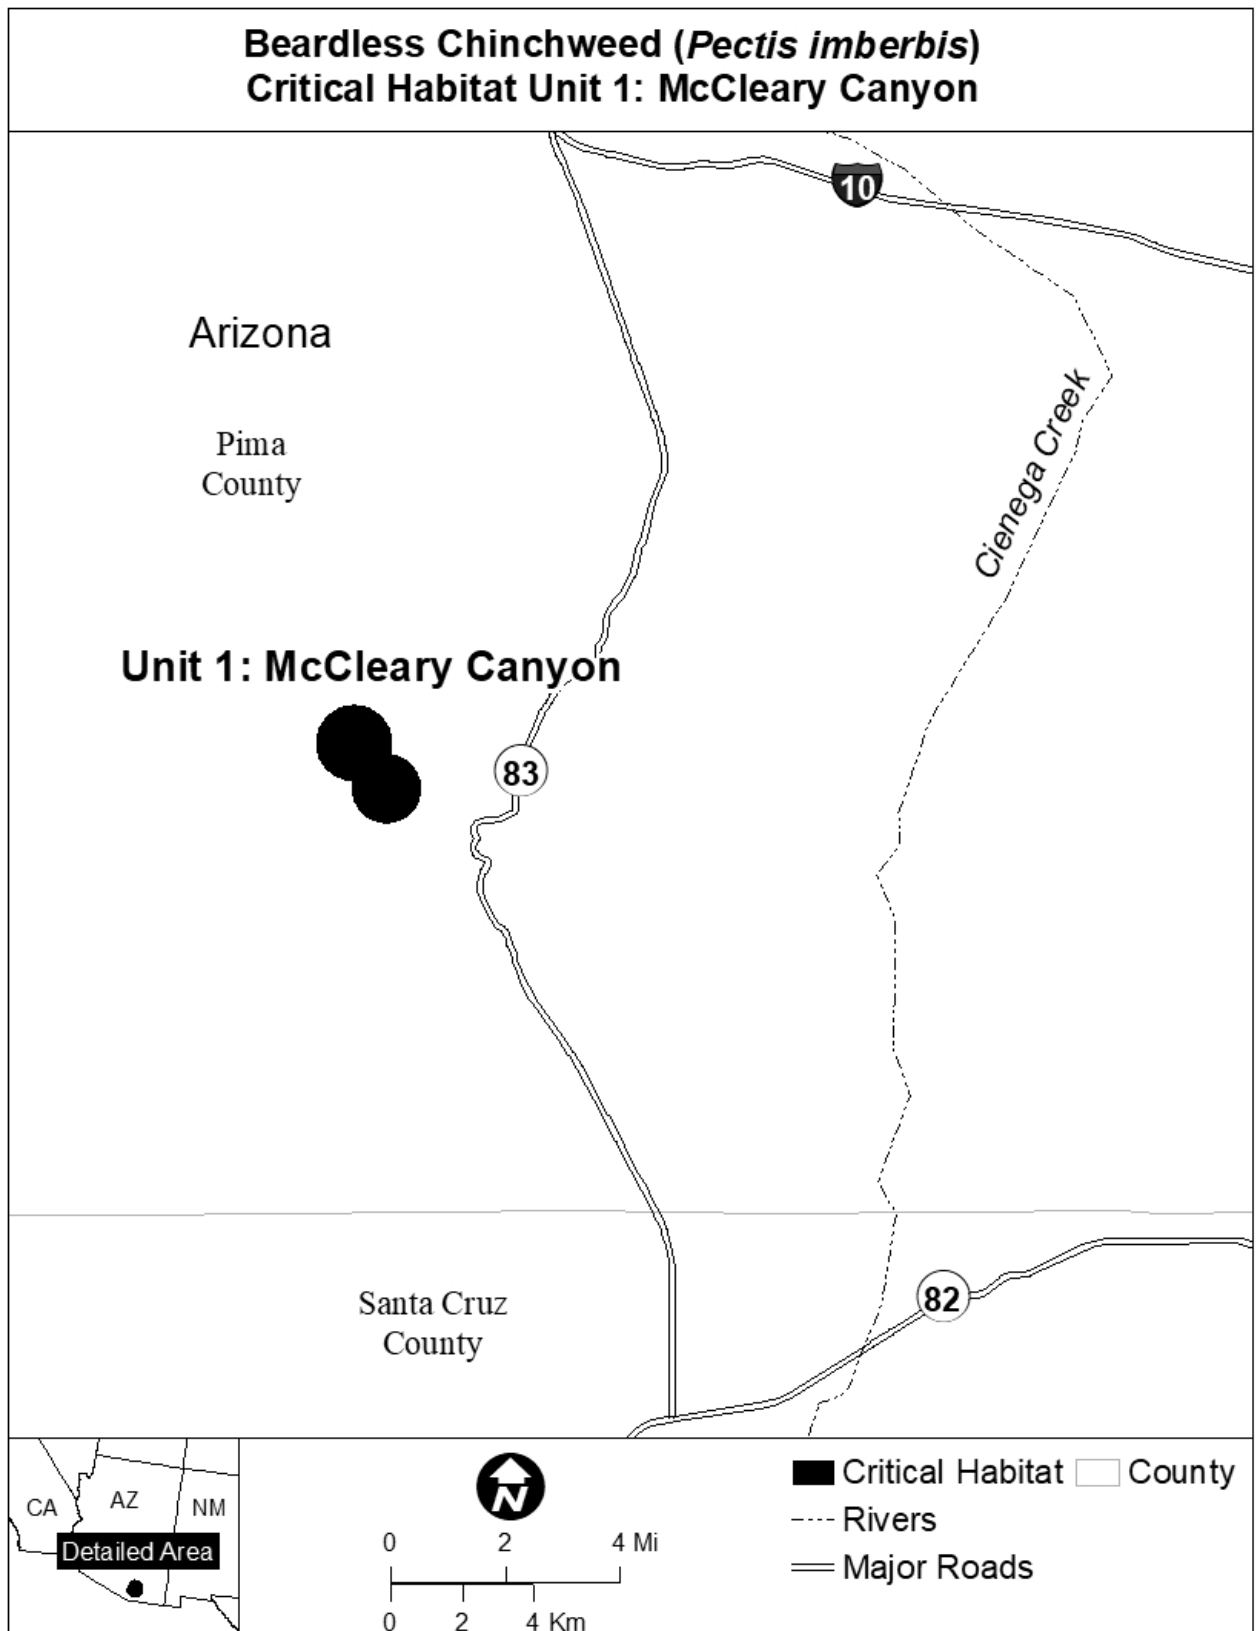 Beardless Chinchweed (Pectis imberbis)
Critical Habitat Unit 1: McCleary Canyon
10
Arizona
Pima
County
Cienega Creek
Unit 1: McCleary Canyon
83
82
Santa Cruz
County
CA
AZ
NM
Detailed Area
N
0 2 4 Mi
0 2 4 Km
Critical Habitat County
Rivers
Major Roads